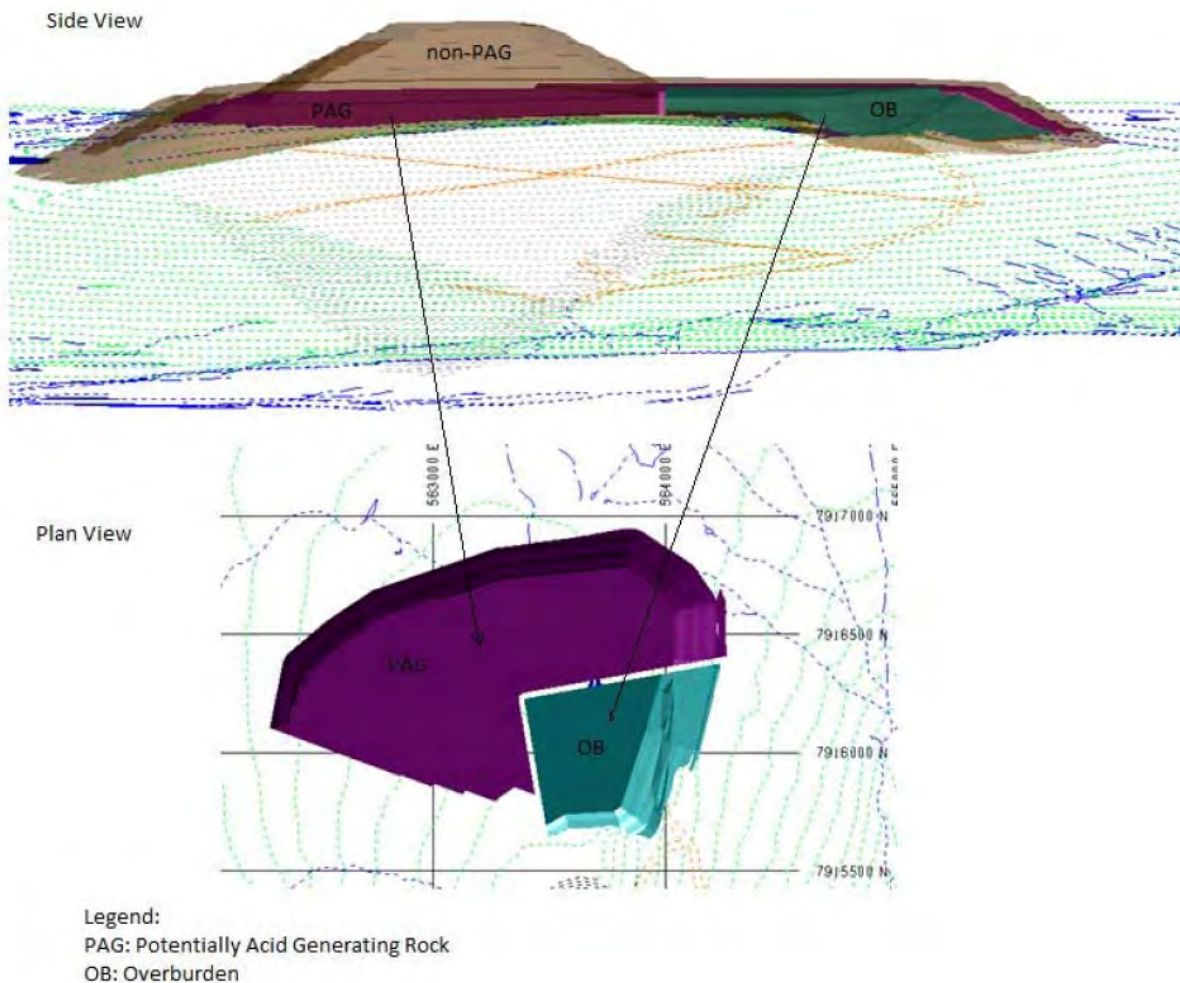 Side View
non-PAG
PAG
OB
563000 E
564000 E
7917000 N
Plan View
7916500 N
PAG
OB
7916000 N
7915500 N
Legend:
PAG: Potentially Acid Generating Rock
OB: Overburden